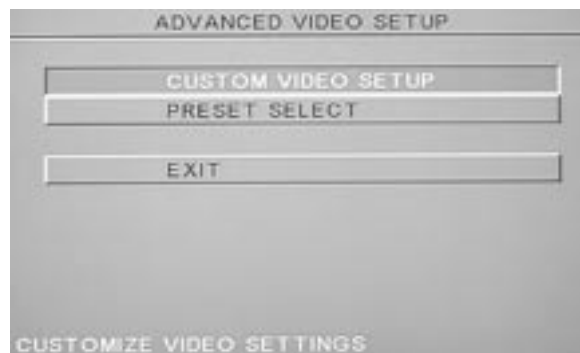 ADVANCED VIDEO SETUP
CUSTOM VIDEO SETUP
PRESET SELECT
EXIT
CUSTOMIZE VIDEO SETTINGS